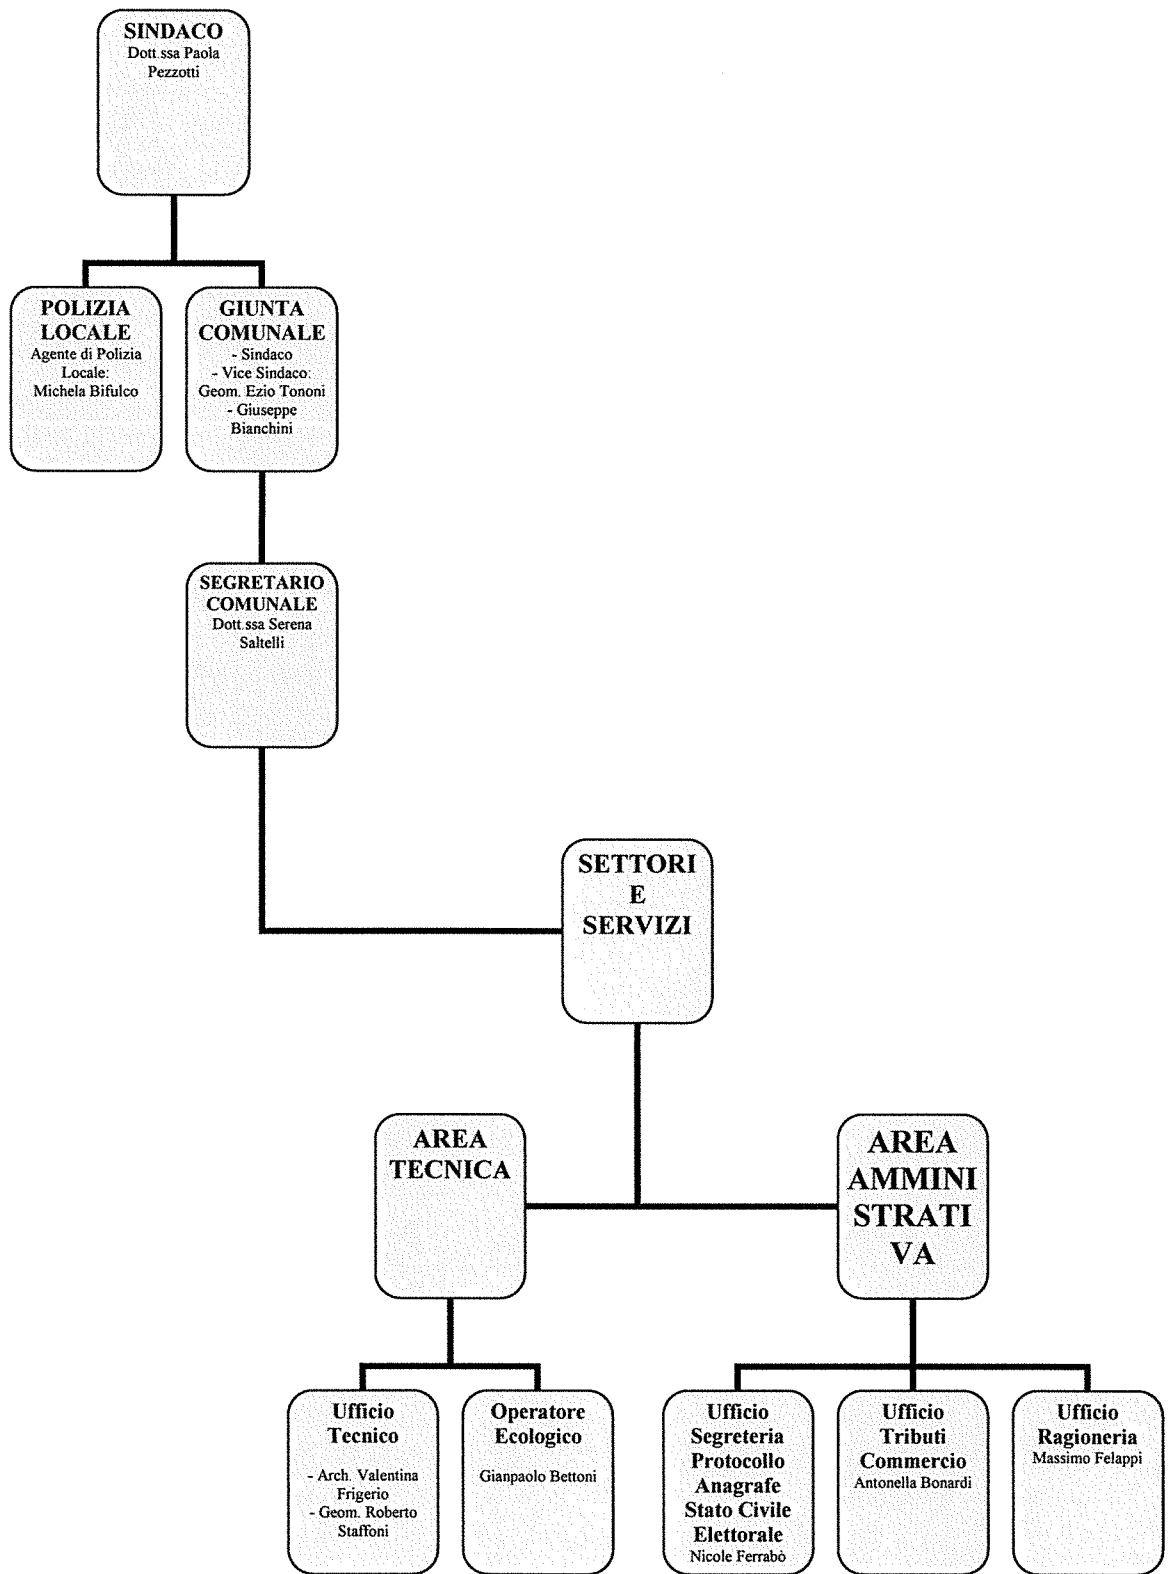 SINDACO
Dott.ssa Paola
Pezzotti
POLIZIA
LOCALE
Agente di Polizia
Locale:
Michela Bifulco
GIUNTA
COMUNALE
- Sindaco
- Vice Sindaco:
Geom. Ezio Tononi
- Giuseppe
Bianchini
SEGRETARIO
COMUNALE
Dott.ssa Serena
Saltelli
SETTORI
E
SERVIZI
AREA
TECNICA
AREA
AMMINI
STRATI
VA
Ufficio
Tecnico
- Arch. Valentina
Frigerio
- Geom. Roberto
Staffoni
Operatore
Ecologico
Gianpaolo Bettoni
Ufficio
Segreteria
Protocollo
Anagrafe
Stato Civile
Elettorale
Nicole Ferrabò
Ufficio
Tributi
Commercio
Antonella Bonardi
Ufficio
Ragioneria
Massimo Felappi